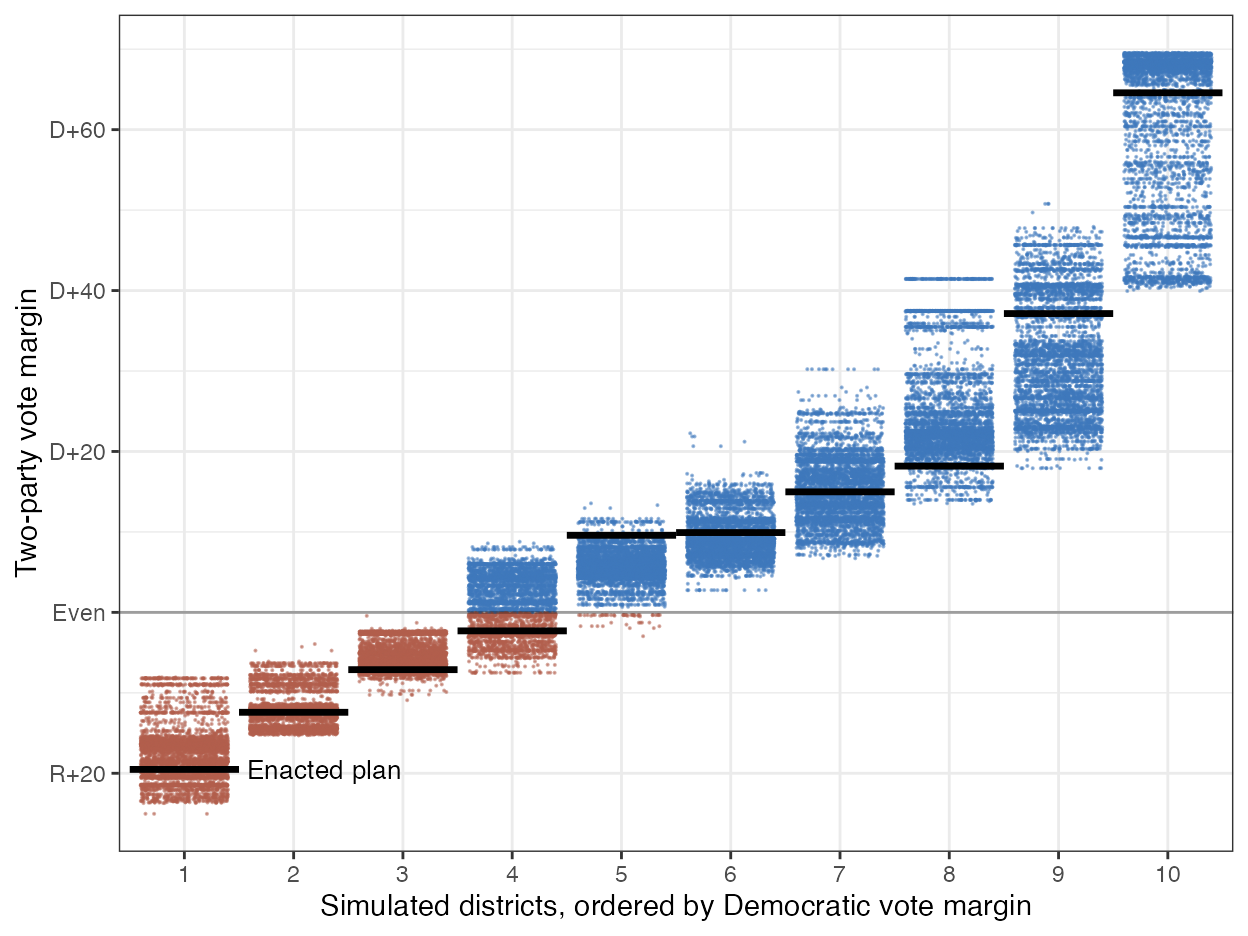 D+60
D+40
D+20
Even
R+20
Two-party vote margin
Enacted plan
1 2 3 4 5 6 7 8 9 10
Simulated districts, ordered by Democratic vote margin